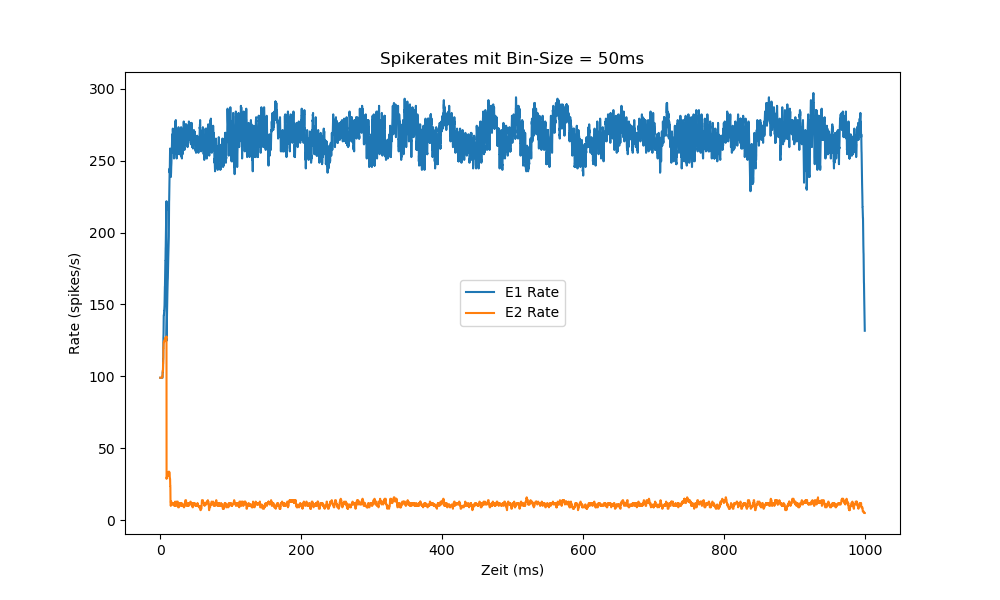 Spikerates mit Bin-Size = 50ms
300
250
200
150
100
50
0
Rate (spikes/s)
E1 Rate
E2 Rate
0 200 400 600 800 1000
Zeit (ms)